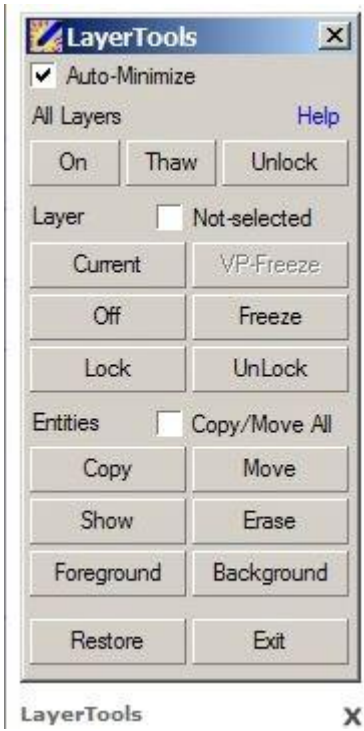 LayerTools X
Auto-Minimize
All Layers Help
On Thaw Unlock
Layer Not-selected
Current VP-Freeze
Off Freeze
Lock UnLock
Entities Copy/Move All
Copy Move
Show Erase
Foreground Background
Restore Exit
LayerTools X